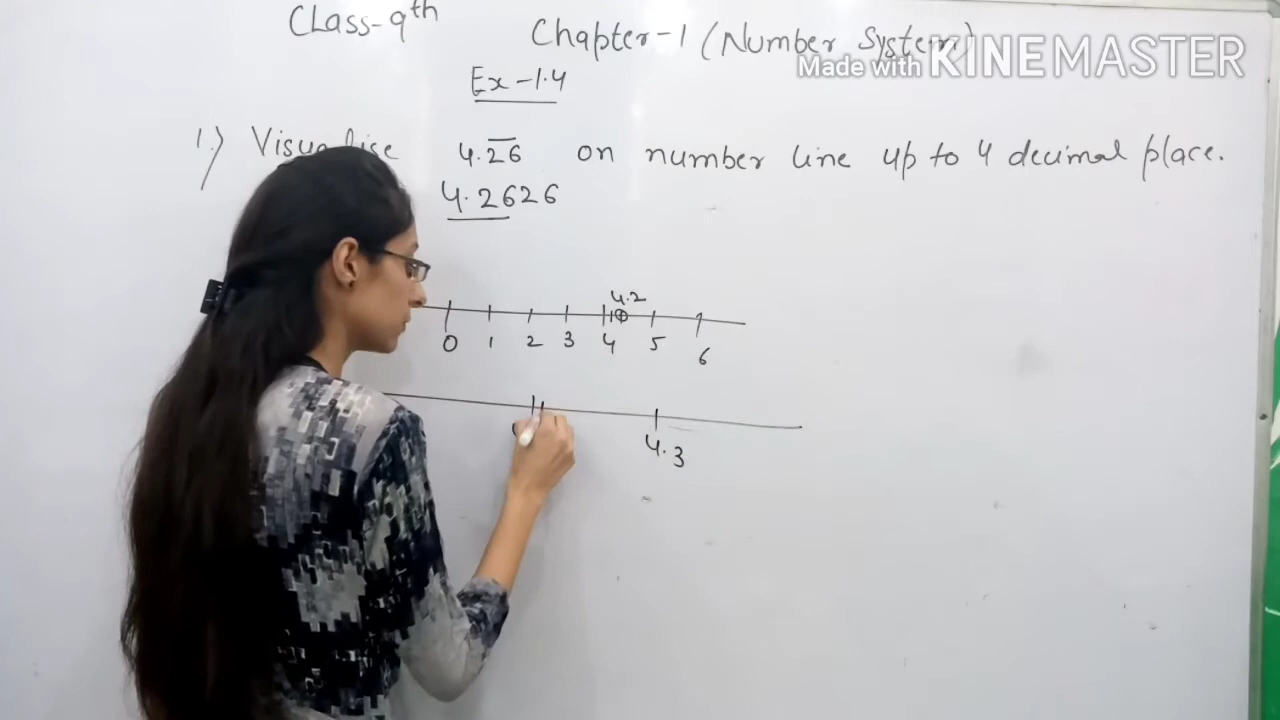 Class-9th
Chapter-1 (Number System)
Made with KINEMASTER
Ex-1.4
1.) 4.2̅6̅ on number line up to 4 decimal place.
4.2626
4.2
0 1 2 3 4 5 6
4.3